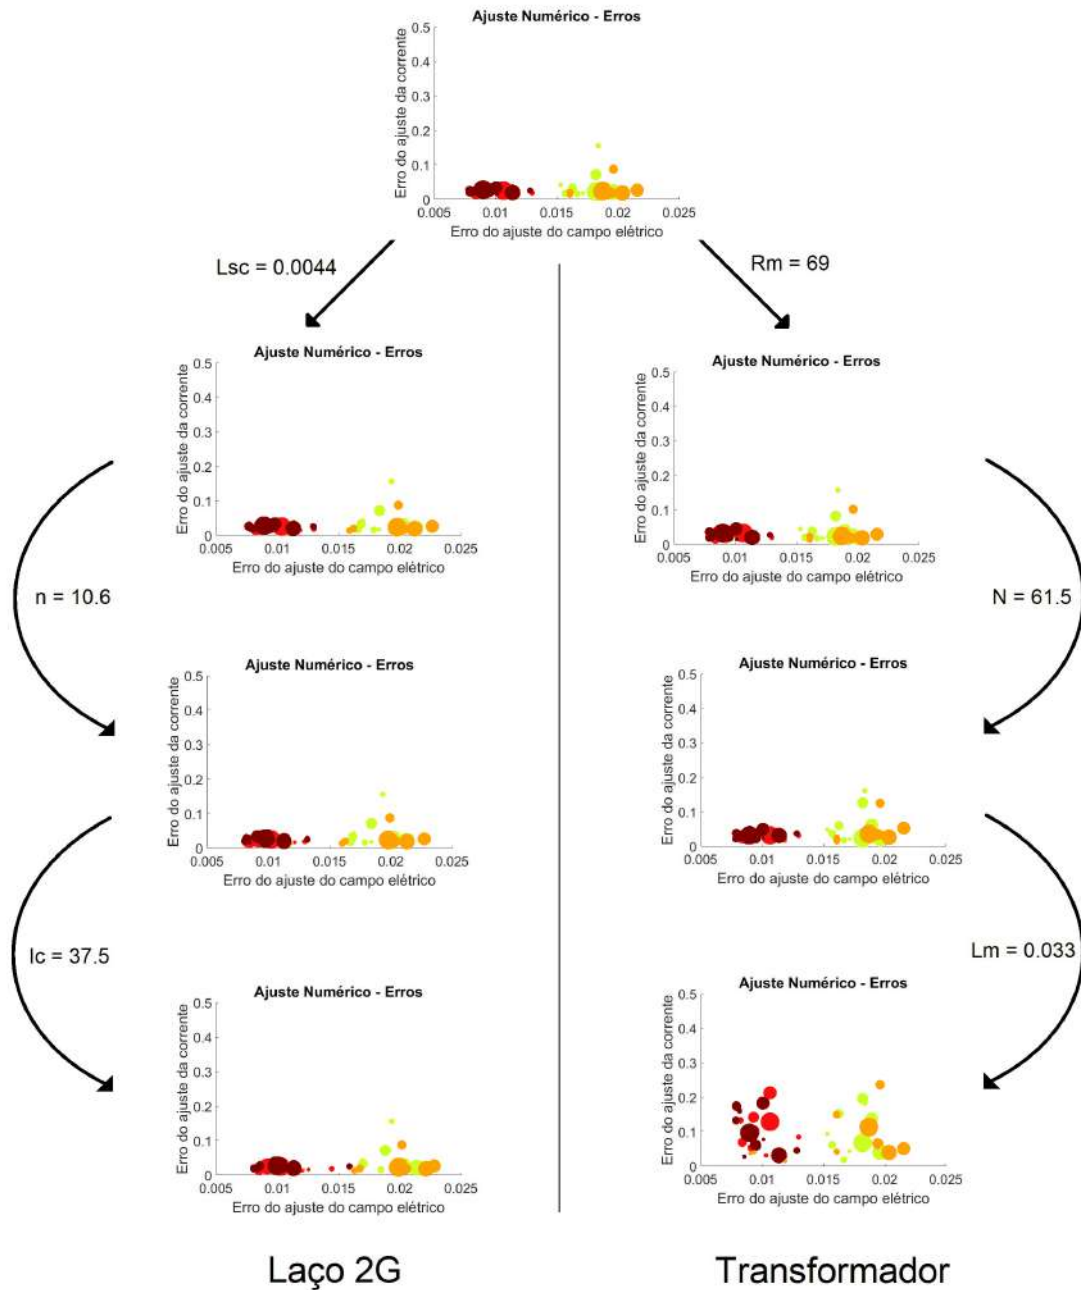 Ajuste Numérico - Erros
Erro do ajuste da corrente
0.5
0.4
0.3
0.2
0.1
0
0.005 0.01 0.015 0.02 0.025
Erro do ajuste do campo elétrico
Lsc = 0.0044
Rm = 69
Ajuste Numérico - Erros
Erro do ajuste da corrente
0.5
0.4
0.3
0.2
0.1
0
0.005 0.01 0.015 0.02 0.025
Erro do ajuste do campo elétrico
Ajuste Numérico - Erros
Erro do ajuste da corrente
0.5
0.4
0.3
0.2
0.1
0
0.005 0.01 0.015 0.02 0.025
Erro do ajuste do campo elétrico
n = 10.6
N = 61.5
Ajuste Numérico - Erros
Erro do ajuste da corrente
0.5
0.4
0.3
0.2
0.1
0
0.005 0.01 0.015 0.02 0.025
Erro do ajuste do campo elétrico
Ajuste Numérico - Erros
Erro do ajuste da corrente
0.5
0.4
0.3
0.2
0.1
0
0.005 0.01 0.015 0.02 0.025
Erro do ajuste do campo elétrico
Ic = 37.5
Lm = 0.033
Ajuste Numérico - Erros
Erro do ajuste da corrente
0.5
0.4
0.3
0.2
0.1
0
0.005 0.01 0.015 0.02 0.025
Erro do ajuste do campo elétrico
Ajuste Numérico - Erros
Erro do ajuste da corrente
0.5
0.4
0.3
0.2
0.1
0
0.005 0.01 0.015 0.02 0.025
Erro do ajuste do campo elétrico
Laço 2G
Transformador